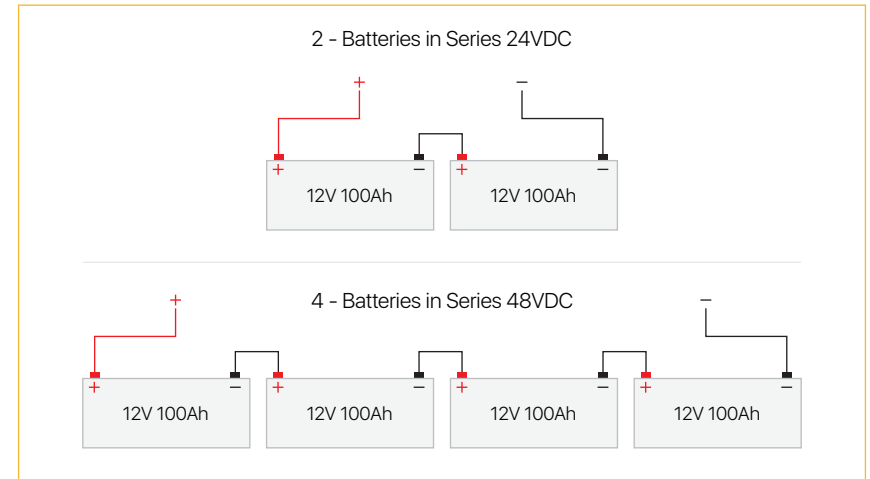 2 - Batteries in Series 24VDC
+ −
+ − + −
12V 100Ah 12V 100Ah
4 - Batteries in Series 48VDC
+ −
+ − + − + − + −
12V 100Ah 12V 100Ah 12V 100Ah 12V 100Ah